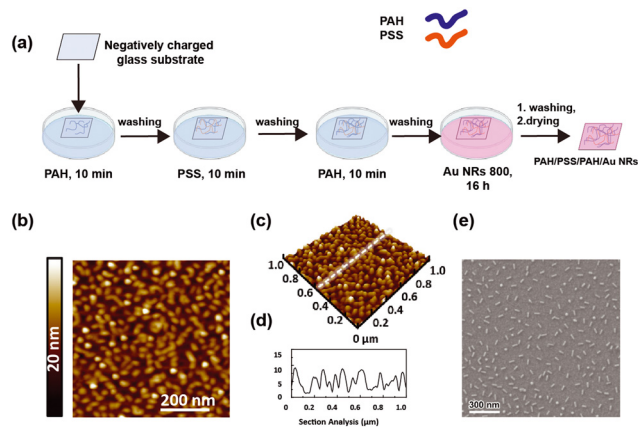 PAH
PSS
(a)
Negatively charged
glass substrate
washing
washing
washing
1. washing,
2.drying
PAH, 10 min
PSS, 10 min
PAH, 10 min
Au NRs 800,
16 h
PAH/PSS/PAH/Au NRs
(b)
20 nm
200 nm
(c)
1.0
0.8
0.6
0.4
0.2
0 μm
0.2
0.4
0.6
0.8
1.0
(d)
15
10
5
0
0 0.2 0.4 0.6 0.8 1.0
Section Analysis (μm)
(e)
300 nm